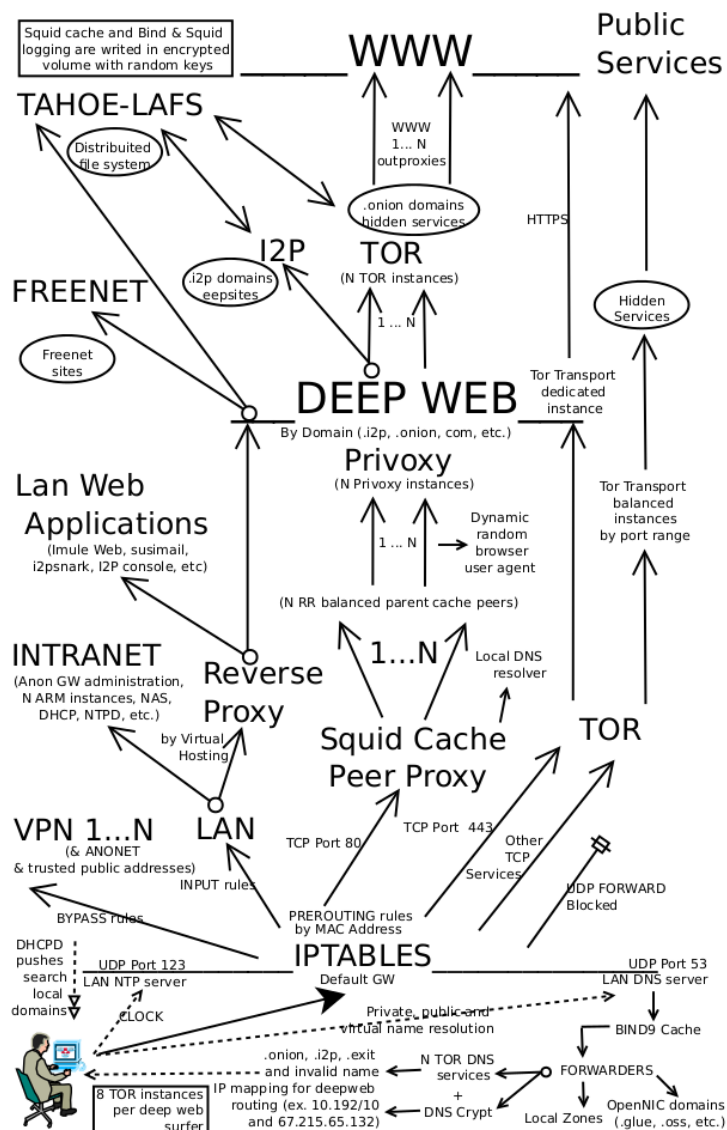 Squid cache and Bind & Squid
logging are writed in encrypted
volume with random keys
WWW
Public
Services
TAHOE-LAFS
Distribuited
file system
WWW
1... N
outproxies
.onion domains
hidden services
HTTPS
I2P
.i2p domains
eepsites
TOR
(N TOR instances)
FREENET
Freenet
sites
1 ... N
Hidden
Services
DEEP WEB
By Domain (.i2p, .onion, com, etc.)
Tor Transport
dedicated
instance
Privoxy
(N Privoxy instances)
Lan Web
Applications
(Imule Web, susimail,
i2psnark, I2P console, etc)
1 ... N
Dynamic
random
browser
user agent
Tor Transport
balanced
instances
by port range
(N RR balanced parent cache peers)
INTRANET
(Anon GW administration,
N ARM instances, NAS,
DHCP, NTPD, etc.)
Reverse
Proxy
by Virtual
Hosting
1...N
Local DNS
resolver
Squid Cache
Peer Proxy
TOR
VPN 1...N
(& ANONET
& trusted public addresses)
LAN
TCP Port 80
TCP Port 443
Other
TCP
Services
INPUT rules
BYPASS rules
UDP FORWARD
Blocked
PREROUTING rules
by MAC Address
IPTABLES
Default GW
DHCPD
pushes
search
local
domains
UDP Port 123
LAN NTP server
CLOCK
UDP Port 53
LAN DNS server
Private, public and
virtual name resolution
BIND9 Cache
FORWARDERS
.onion, .i2p, .exit
and invalid name
IP mapping for deepweb
routing (ex. 10.192/10
and 67.215.65.132)
N TOR DNS
services
+
DNS Crypt
Local Zones
OpenNIC domains
(.glue, .oss, etc.)
8 TOR instances
per deep web
surfer